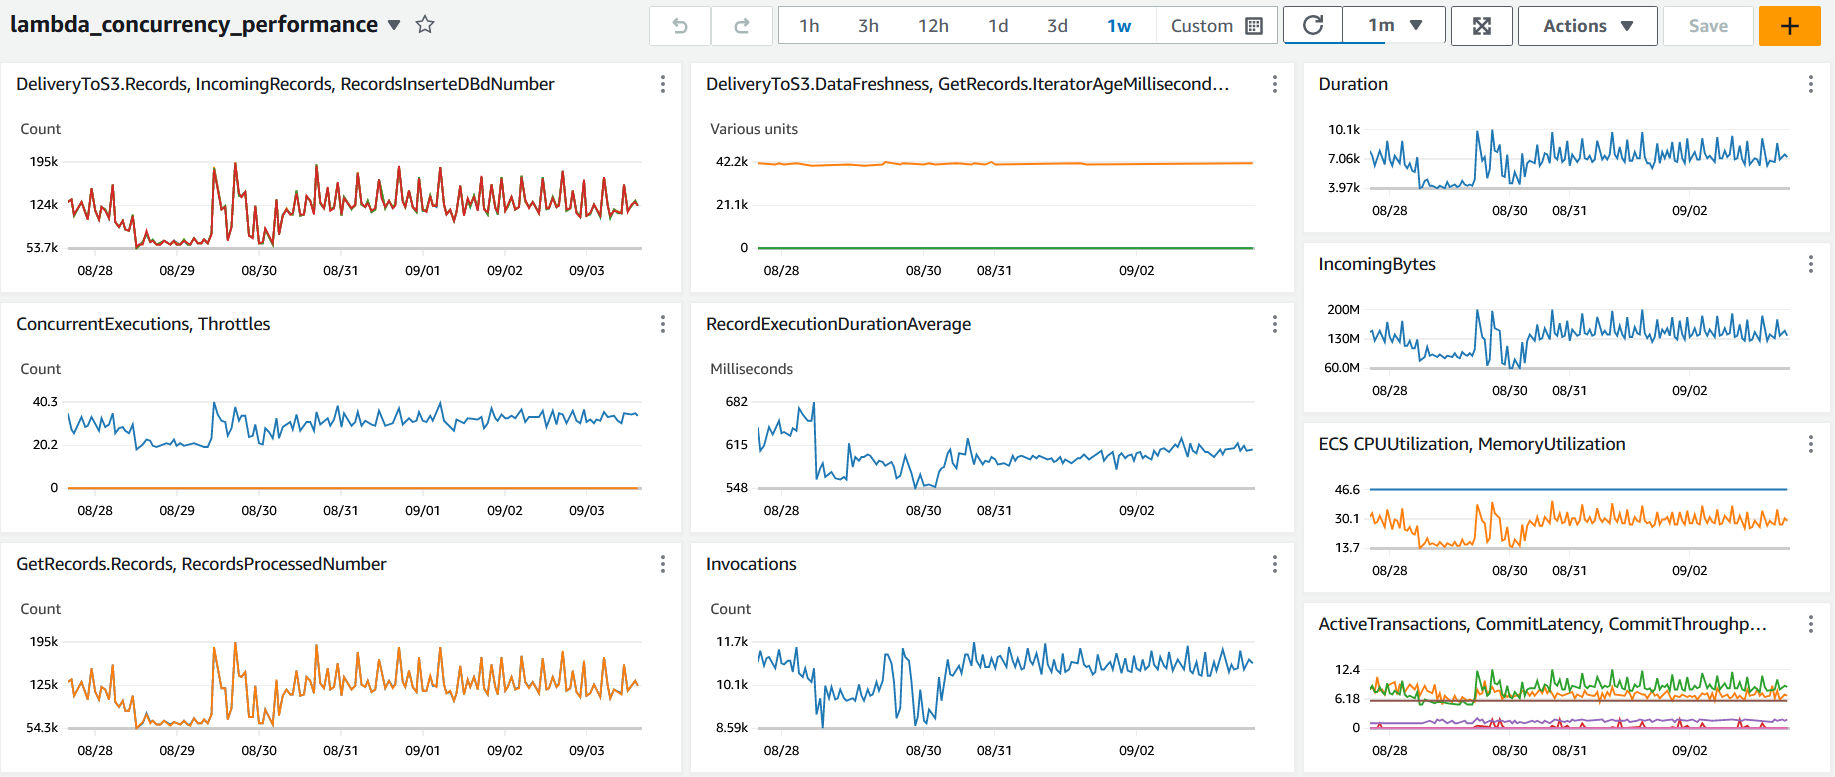 lambda_concurrency_performance
1h 3h 12h 1d 3d 1w Custom 1m Actions Save
DeliveryToS3.Records, IncomingRecords, RecordsInserteDBdNumber
Count
195k
124k
53.7k
08/28 08/29 08/30 08/31 09/01 09/02 09/03
DeliveryToS3.DataFreshness, GetRecords.IteratorAgeMillisecond...
Various units
42.2k
21.1k
0
08/28 08/30 08/31 09/02
Duration
10.1k
7.06k
3.97k
08/28 08/30 08/31 09/02
IncomingBytes
200M
130M
60.0M
08/28 08/30 08/31 09/02
ConcurrentExecutions, Throttles
Count
40.3
20.2
0
08/28 08/29 08/30 08/31 09/01 09/02 09/03
RecordExecutionDurationAverage
Milliseconds
682
615
548
08/28 08/30 08/31 09/02
ECS CPUUtilization, MemoryUtilization
46.6
30.1
13.7
08/28 08/30 08/31 09/02
GetRecords.Records, RecordsProcessedNumber
Count
195k
125k
54.3k
08/28 08/29 08/30 08/31 09/01 09/02 09/03
Invocations
Count
11.7k
10.1k
8.59k
08/28 08/30 08/31 09/02
ActiveTransactions, CommitLatency, CommitThroughp...
12.4
6.18
0
08/28 08/30 08/31 09/02